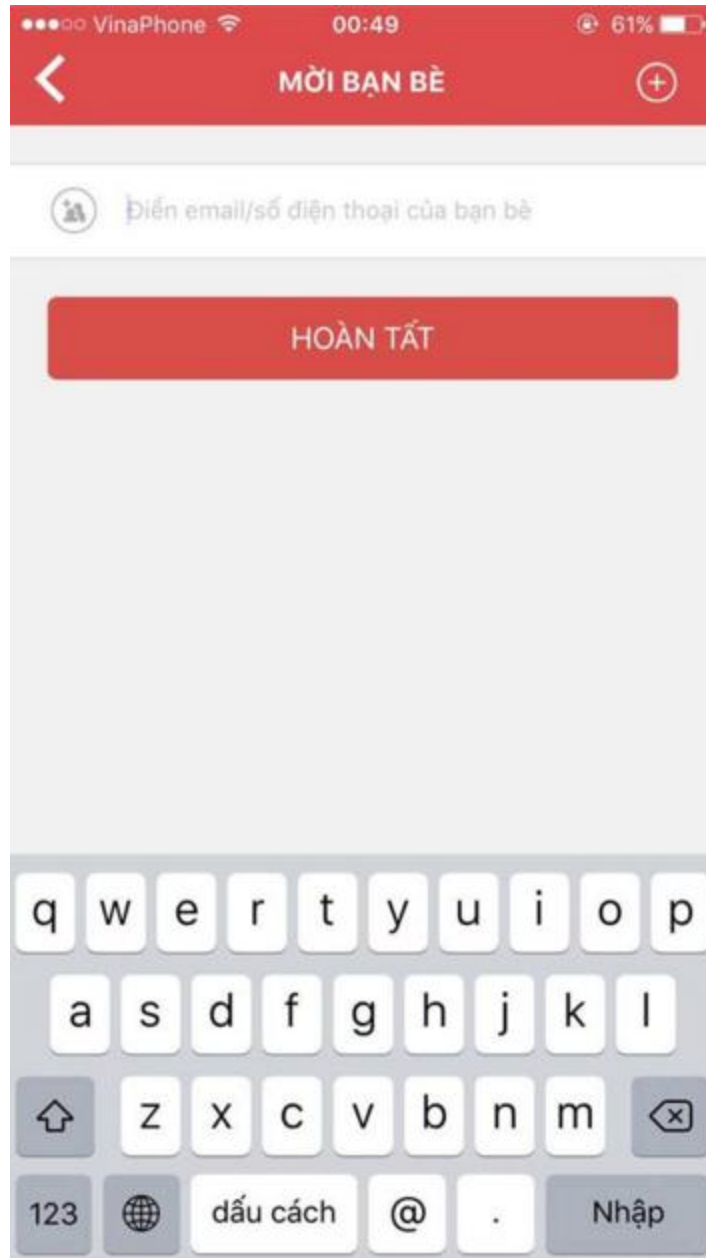 VinaPhone 00:49 61%
MỜI BẠN BÈ
Điền email/số điện thoại của bạn bè
HOÀN TẤT
q w e r t y u i o p
a s d f g h j k l
z x c v b n m
123 dấu cách @ . Nhập